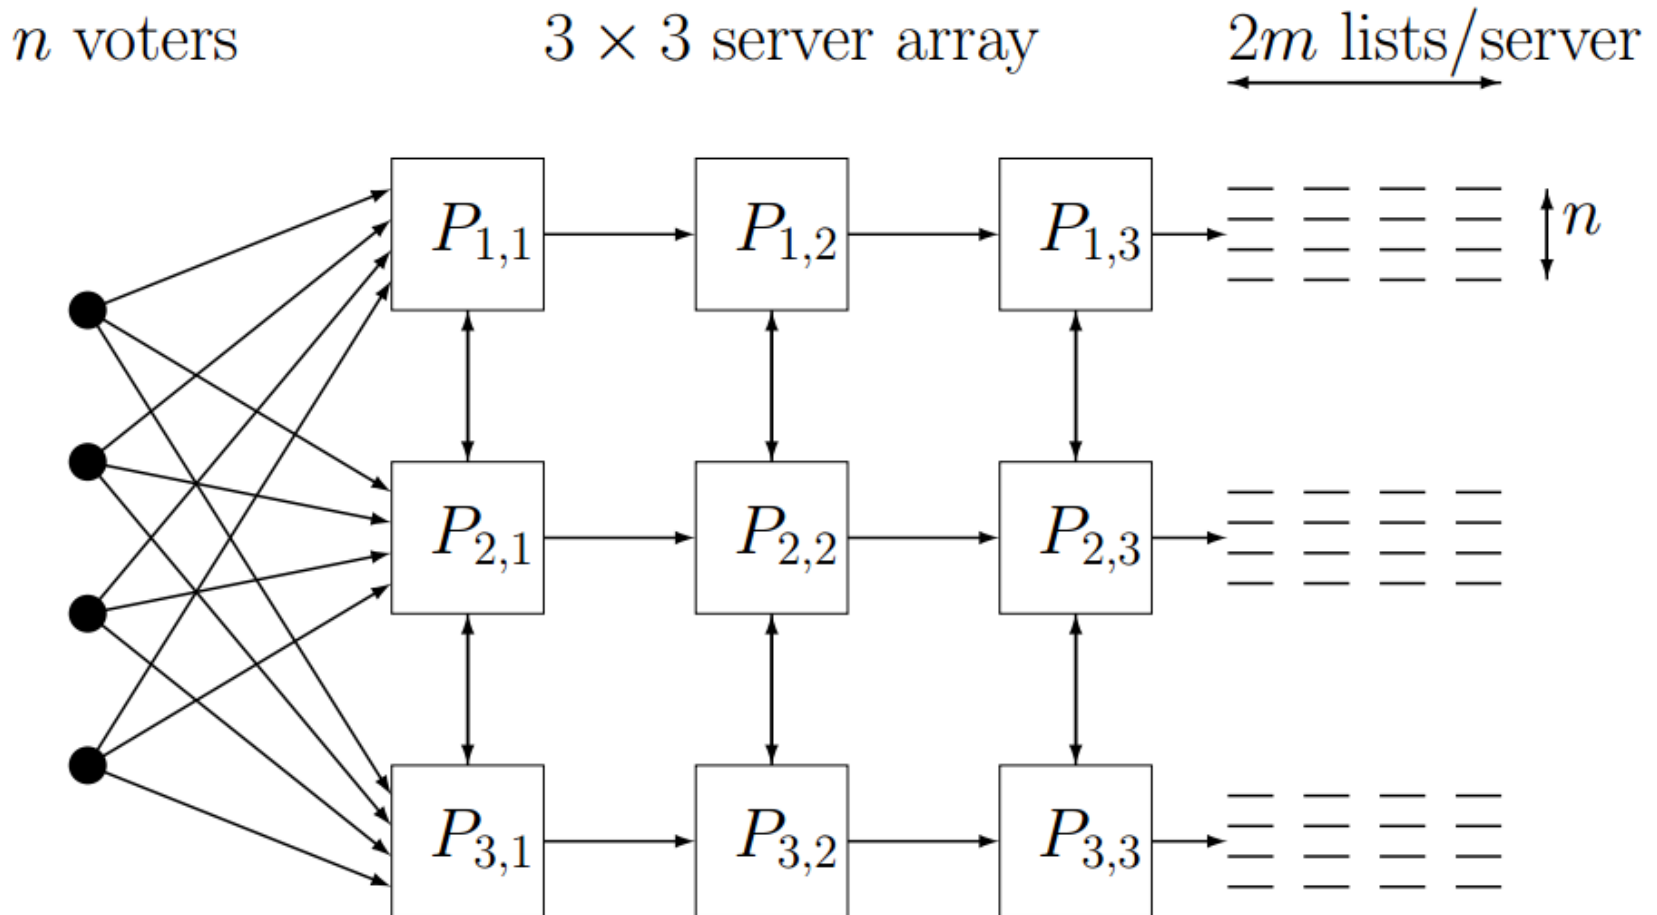 n voters 3 × 3 server array 2m lists/server
P1,1 P1,2 P1,3 n
P2,1 P2,2 P2,3
P3,1 P3,2 P3,3